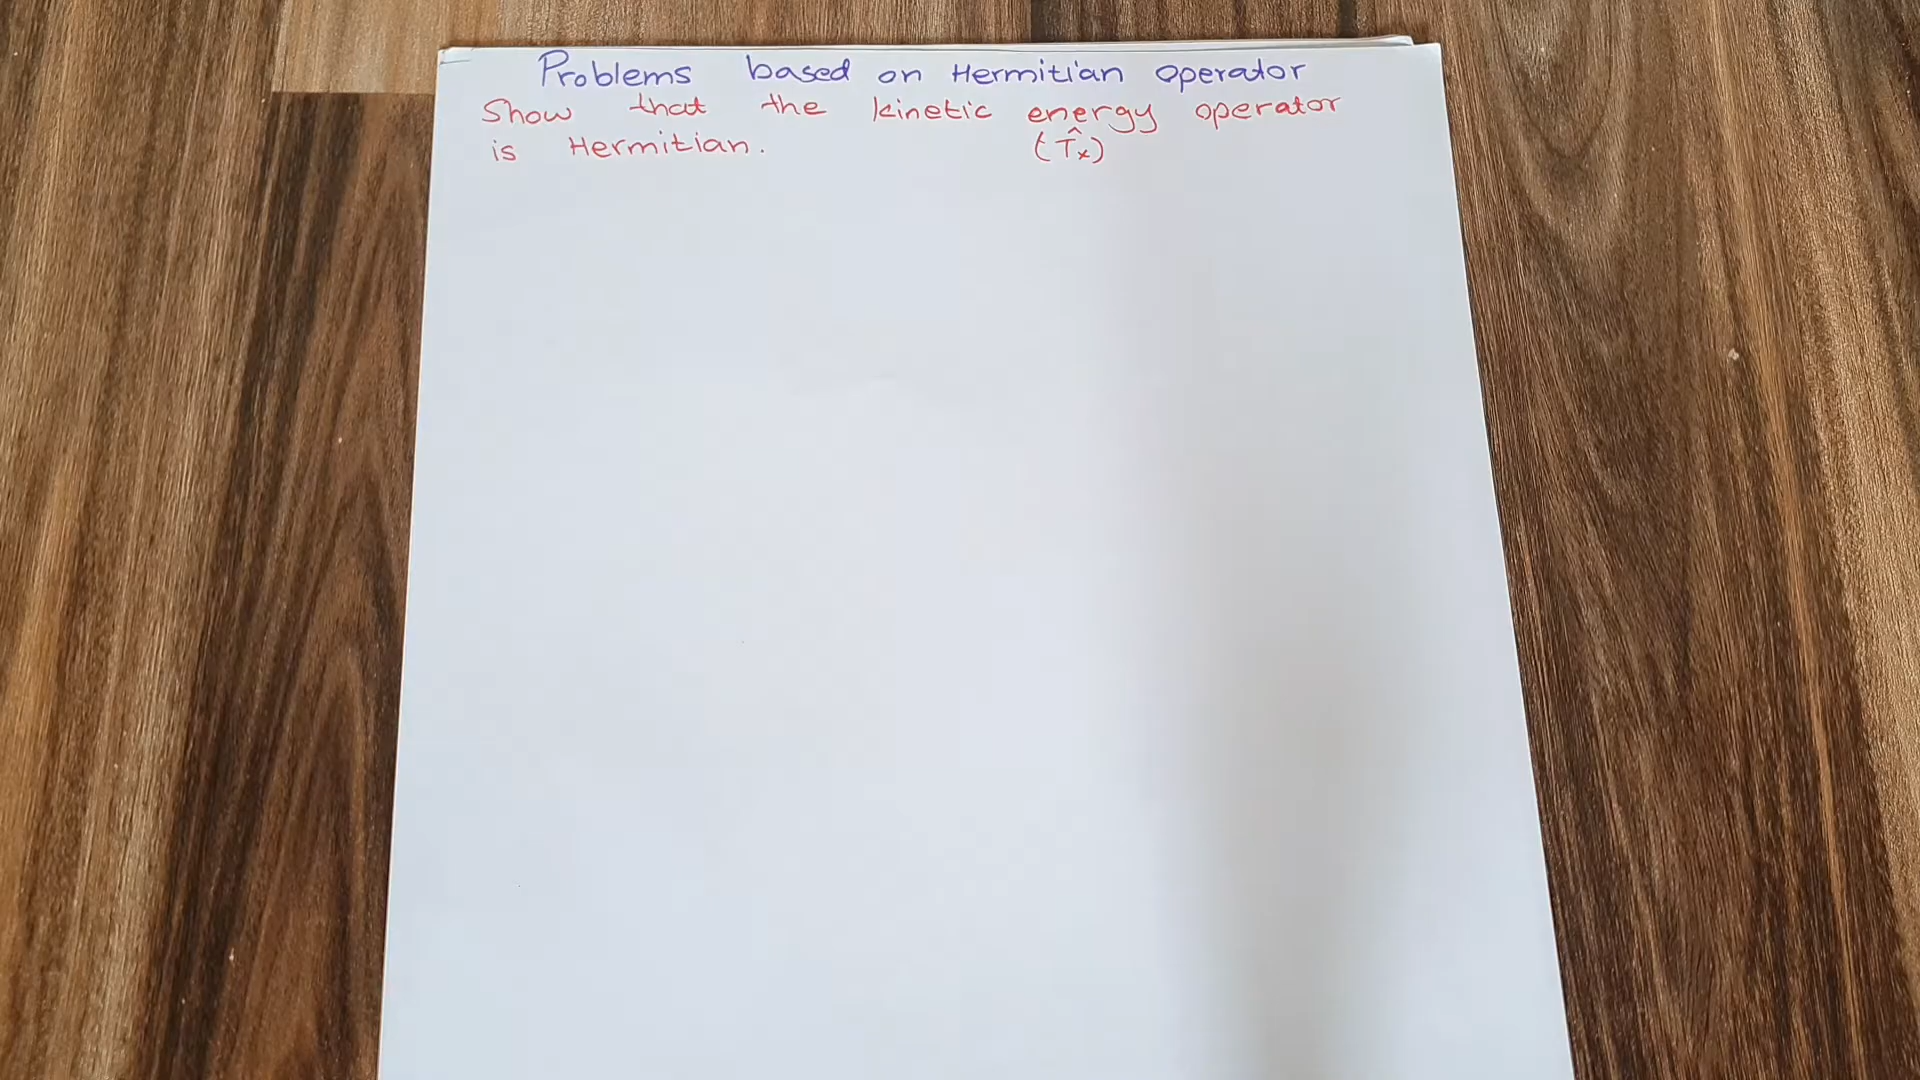 Problems based on Hermitian operator
Show that the kinetic energy operator
is Hermitian. (T̂ₓ)